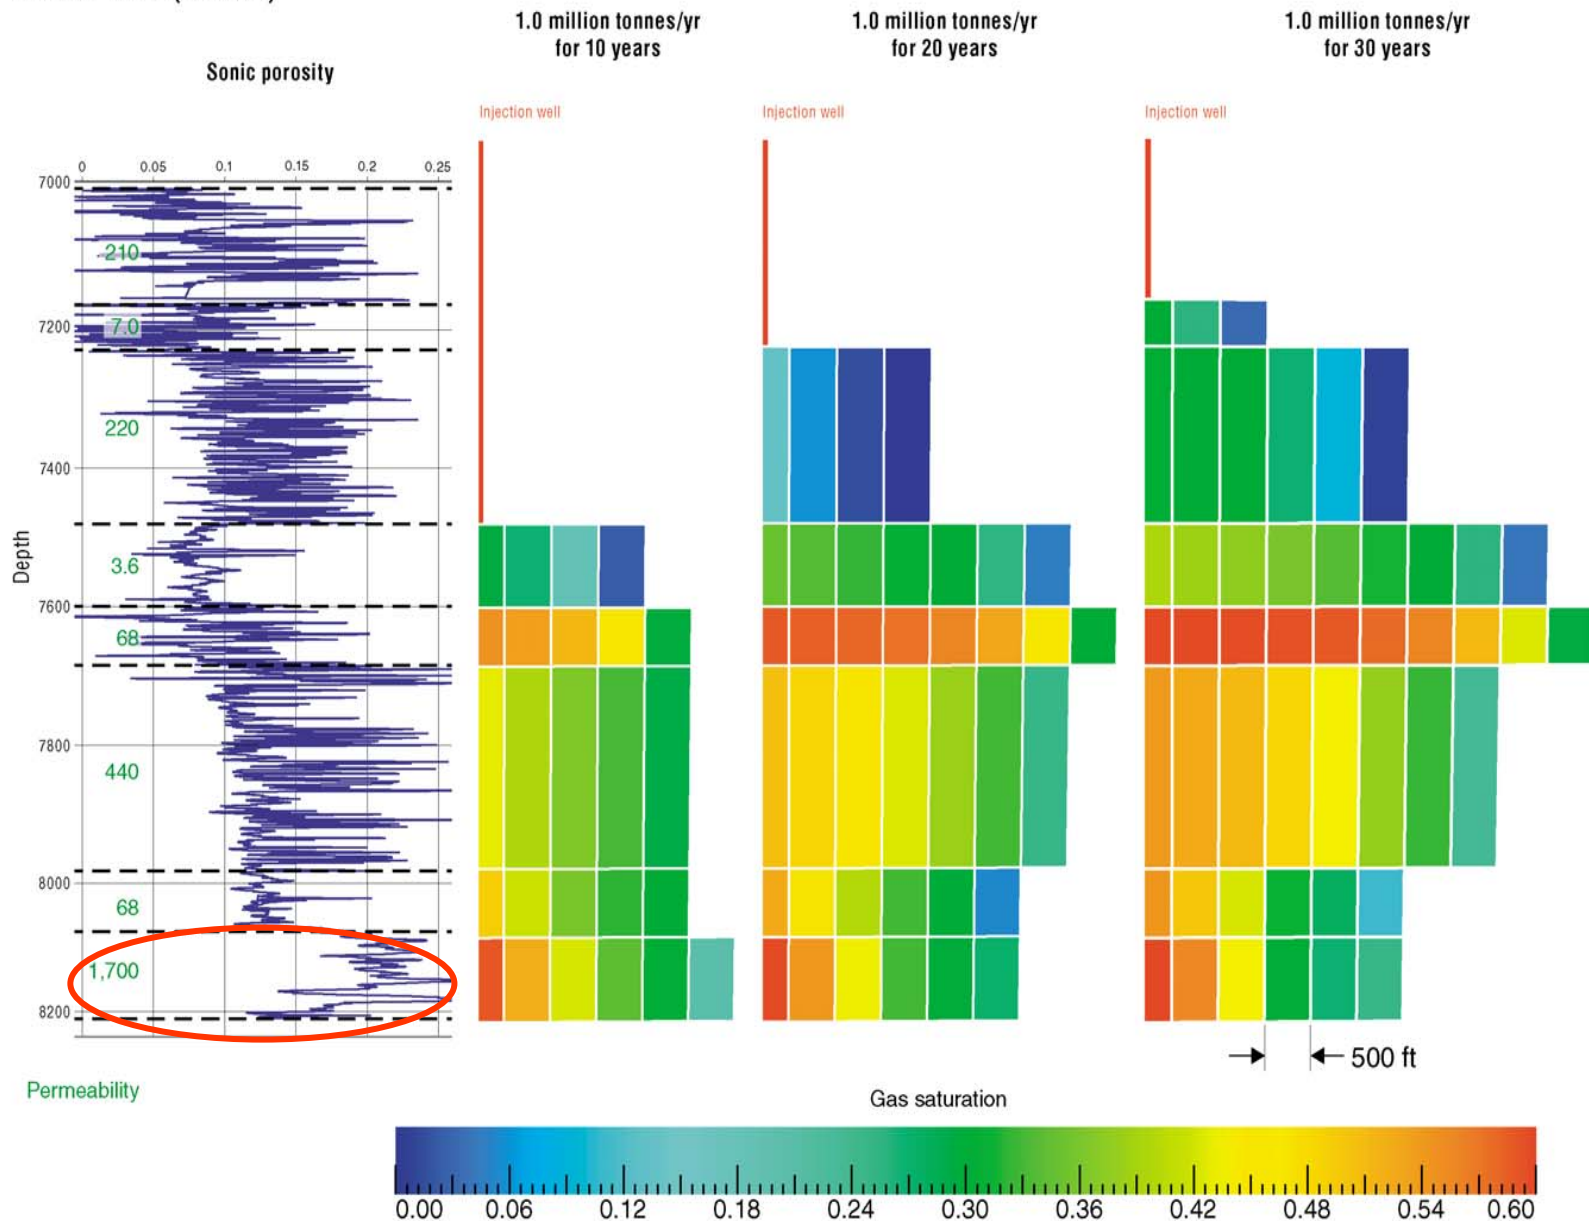 1.0 million tonnes/yr
for 10 years
1.0 million tonnes/yr
for 20 years
1.0 million tonnes/yr
for 30 years
Sonic porosity
Injection well
Injection well
Injection well
0 0.05 0.1 0.15 0.2 0.25
7000
210
7.0
7200
220
7400
Depth
3.6
7600
68
7800
440
8000
68
1,700
8200
500 ft
Permeability
Gas saturation
0.00 0.06 0.12 0.18 0.24 0.30 0.36 0.42 0.48 0.54 0.60